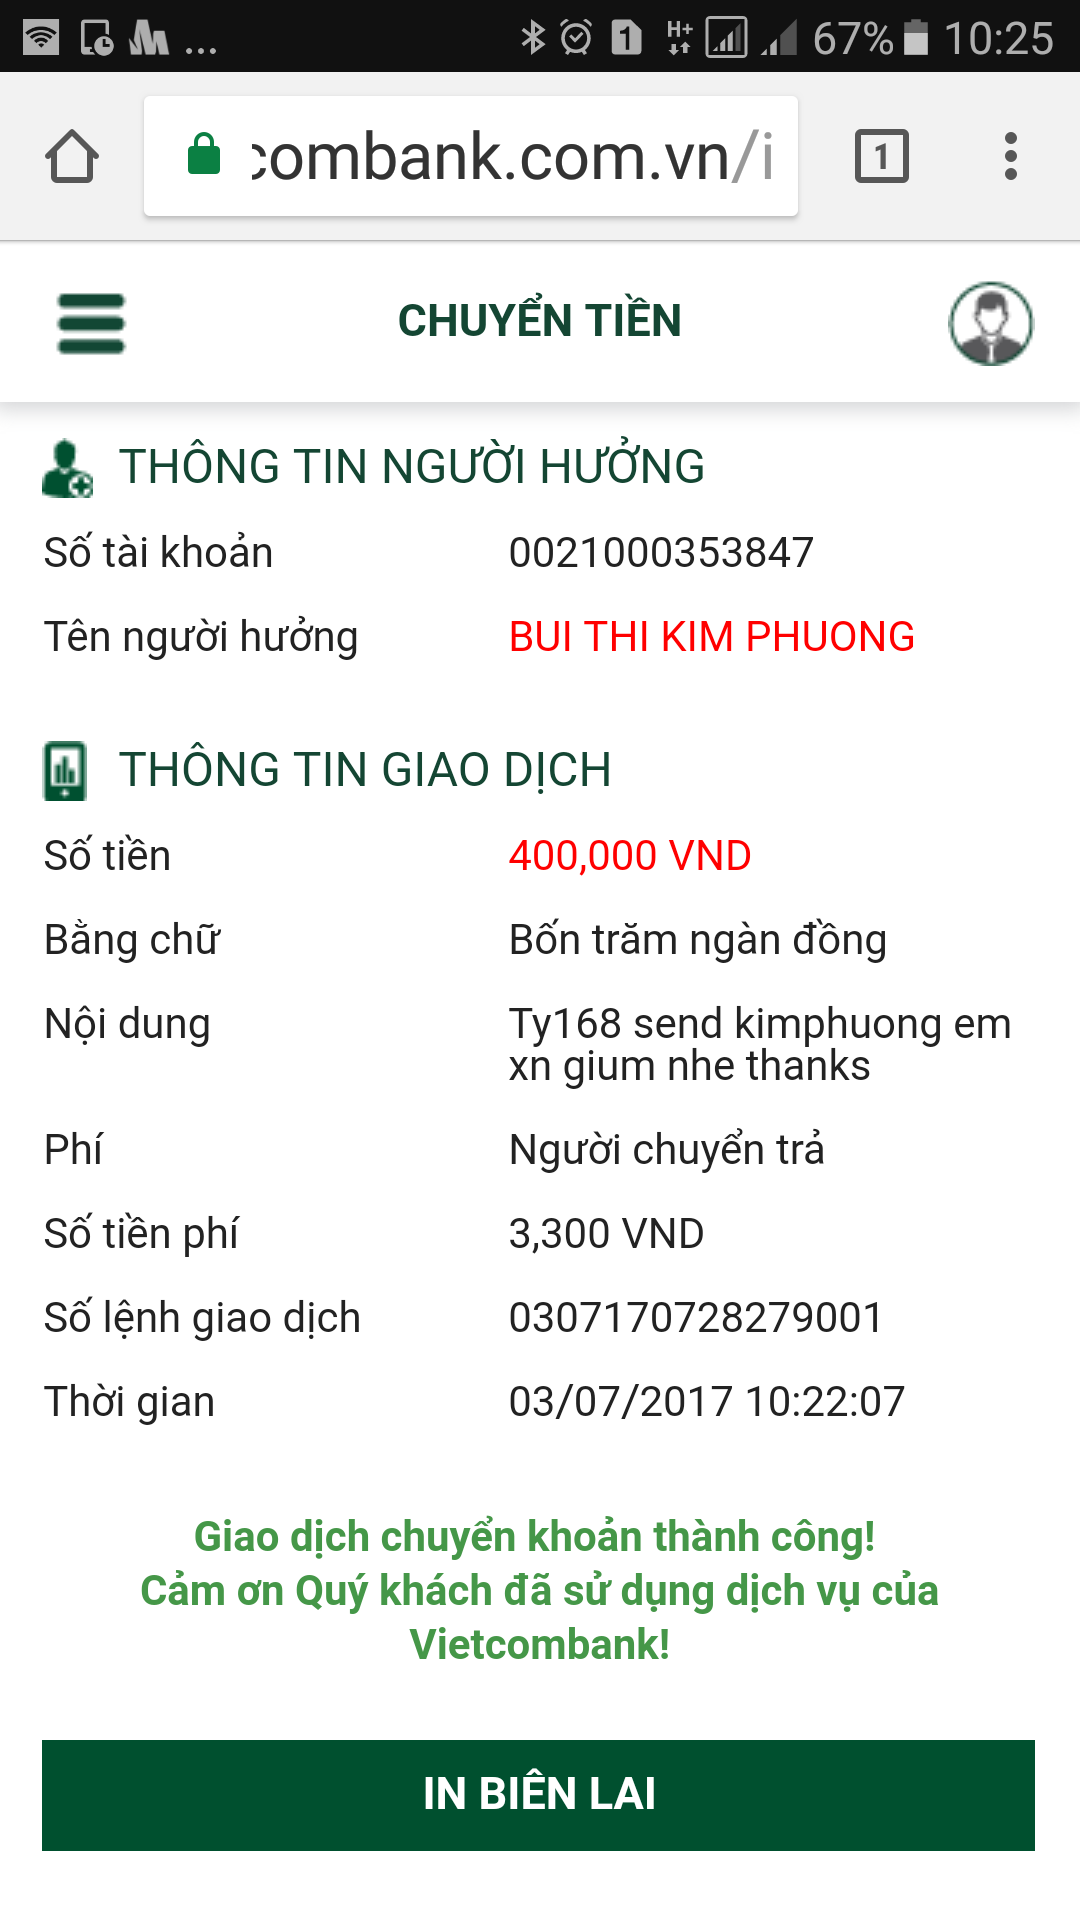 ... 1 H+ 67% 10:25
combank.com.vn/i 1
CHUYỂN TIỀN
THÔNG TIN NGƯỜI HƯỞNG
Số tài khoản 0021000353847
Tên người hưởng BUI THI KIM PHUONG
THÔNG TIN GIAO DỊCH
Số tiền 400,000 VND
Bằng chữ Bốn trăm ngàn đồng
Nội dung Ty168 send kimphuong em
xn gium nhe thanks
Phí Người chuyển trả
Số tiền phí 3,300 VND
Số lệnh giao dịch 0307170728279001
Thời gian 03/07/2017 10:22:07
Giao dịch chuyển khoản thành công!
Cảm ơn Quý khách đã sử dụng dịch vụ của
Vietcombank!
IN BIÊN LAI